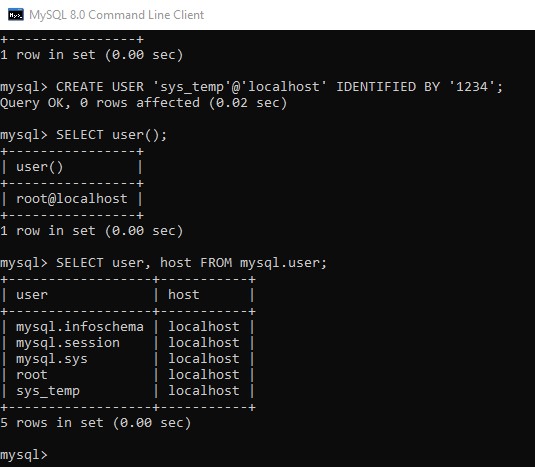 MySQL 8.0 Command Line Client
+----------------+
1 row in set (0.00 sec)
mysql> CREATE USER 'sys_temp'@'localhost' IDENTIFIED BY '1234';
Query OK, 0 rows affected (0.02 sec)
mysql> SELECT user();
+----------------+
| user()         |
+----------------+
| root@localhost |
+----------------+
1 row in set (0.00 sec)
mysql> SELECT user, host FROM mysql.user;
+------------------+-----------+
| user             | host      |
+------------------+-----------+
| mysql.infoschema | localhost |
| mysql.session    | localhost |
| mysql.sys        | localhost |
| root             | localhost |
| sys_temp         | localhost |
+------------------+-----------+
5 rows in set (0.00 sec)
mysql>